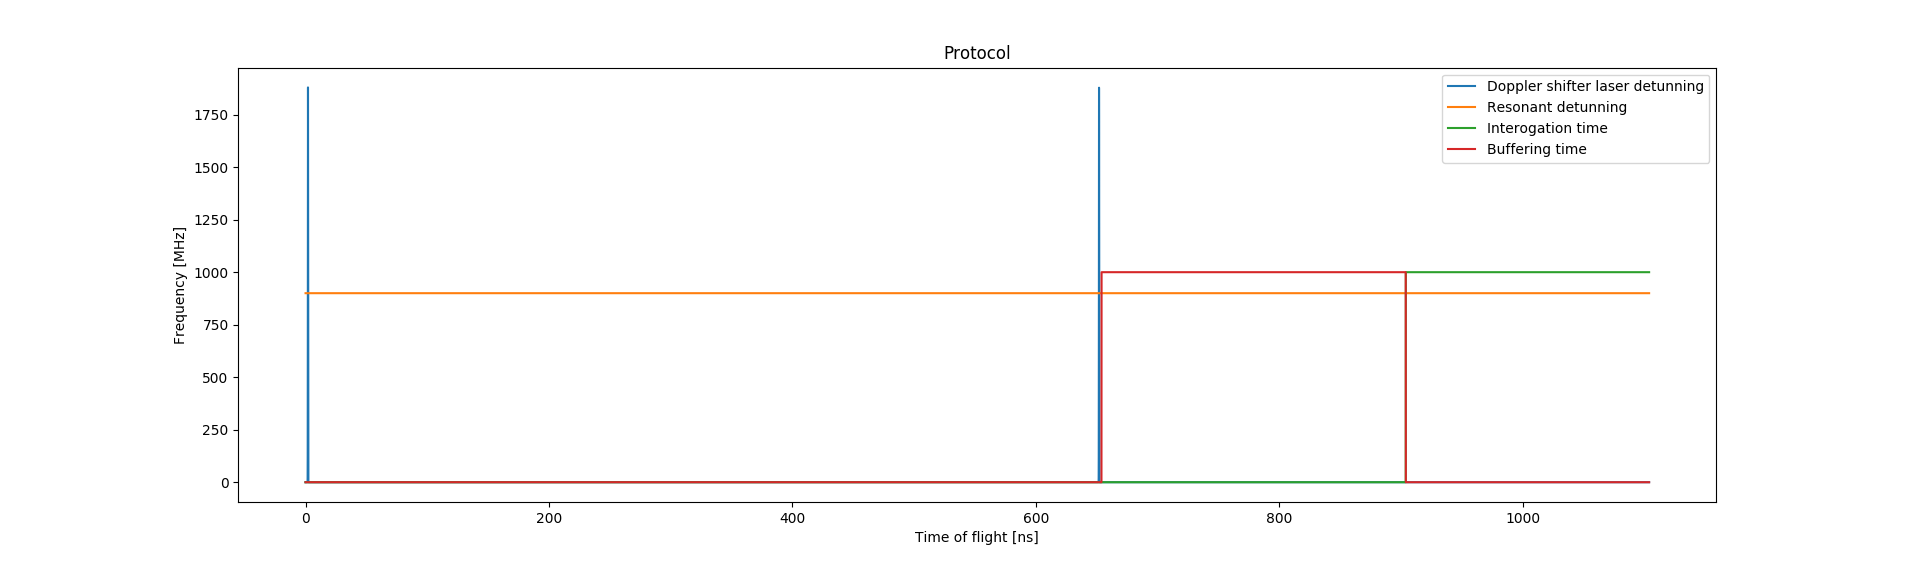 Protocol
Doppler shifter laser detunning
Resonant detunning
Interogation time
Buffering time
Frequency [MHz]
1750
1500
1250
1000
750
500
250
0
0 200 400 600 800 1000
Time of flight [ns]